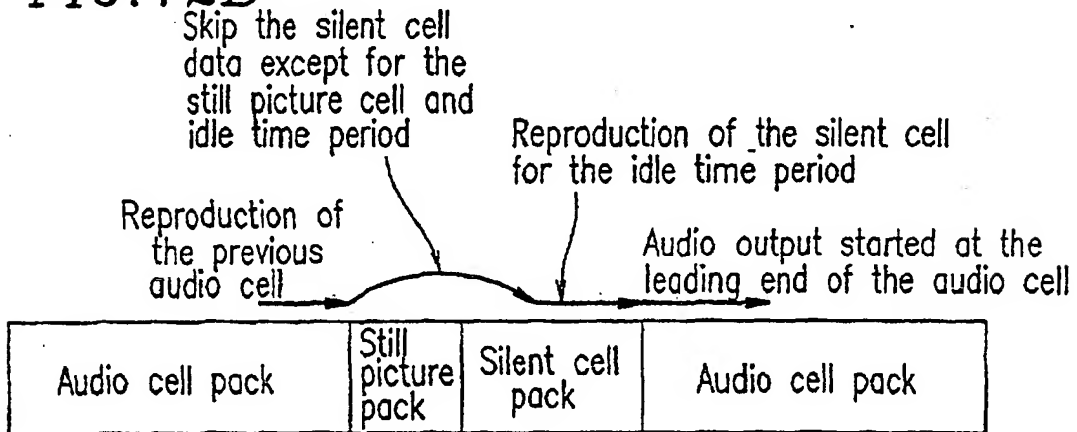 Skip the silent cell
data except for the
still picture cell and
idle time period
Reproduction of the silent cell
for the idle time period
Reproduction of
the previous
audio cell
Audio output started at the
leading end of the audio cell
Audio cell pack
Still
picture
pack
Silent cell
pack
Audio cell pack